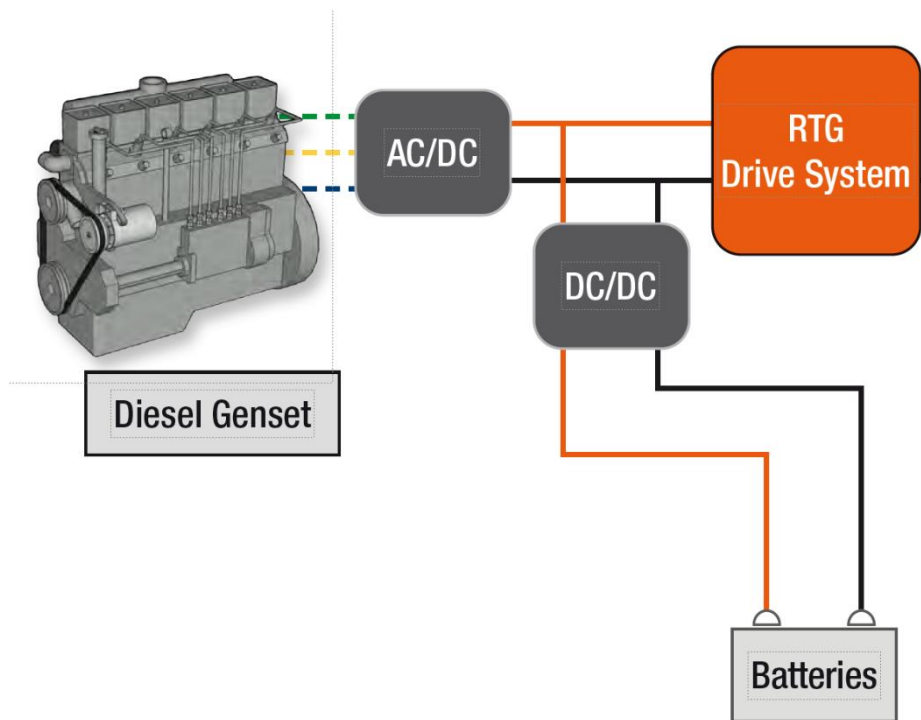 AC/DC
RTG
Drive System
DC/DC
Diesel Genset
Batteries